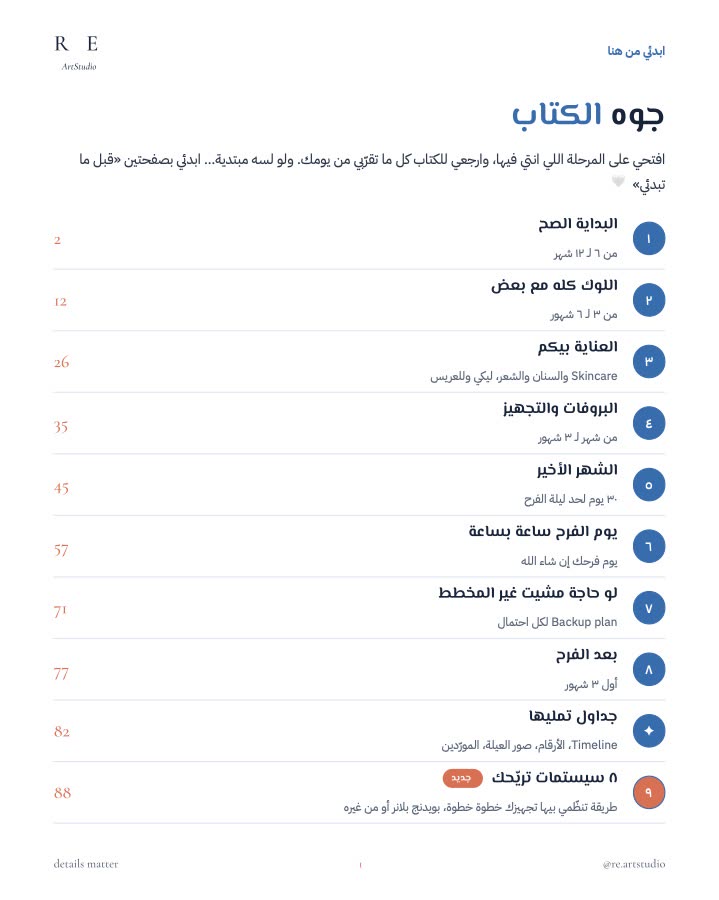 R E
ArtStudio
ابدئي من هنا
جوه الكتاب
افتحي على المرحلة اللي انتي فيها، وارجعي للكتاب كل ما تقرّبي من يومك. ولو لسه مبتدية... ابدئي بصفحتين «قبل ما
تبدئي» 🤍
١
البداية الصح
من ٦ لـ ١٢ شهر
2
٢
اللوك كله مع بعض
من ٣ لـ ٦ شهور
12
٣
العناية بيكم
Skincare والسنان والشعر، ليكي وللعريس
26
٤
البروفات والتجهيز
من شهر لـ ٣ شهور
35
٥
الشهر الأخير
٣٠ يوم لحد ليلة الفرح
45
٦
يوم الفرح ساعة بساعة
يوم فرحك إن شاء الله
57
٧
لو حاجة مشيت غير المخطط
Backup plan لكل احتمال
71
٨
بعد الفرح
أول ٣ شهور
77
✦
جداول تمليها
Timeline، الأرقام، صور العيلة، المورّدين
82
٩
٨ سيستمات تريّحك جديد
طريقة تنظّمي بيها تجهيزك خطوة خطوة، بويدنج بلانر أو من غيره
88
details matter
١
@re.artstudio